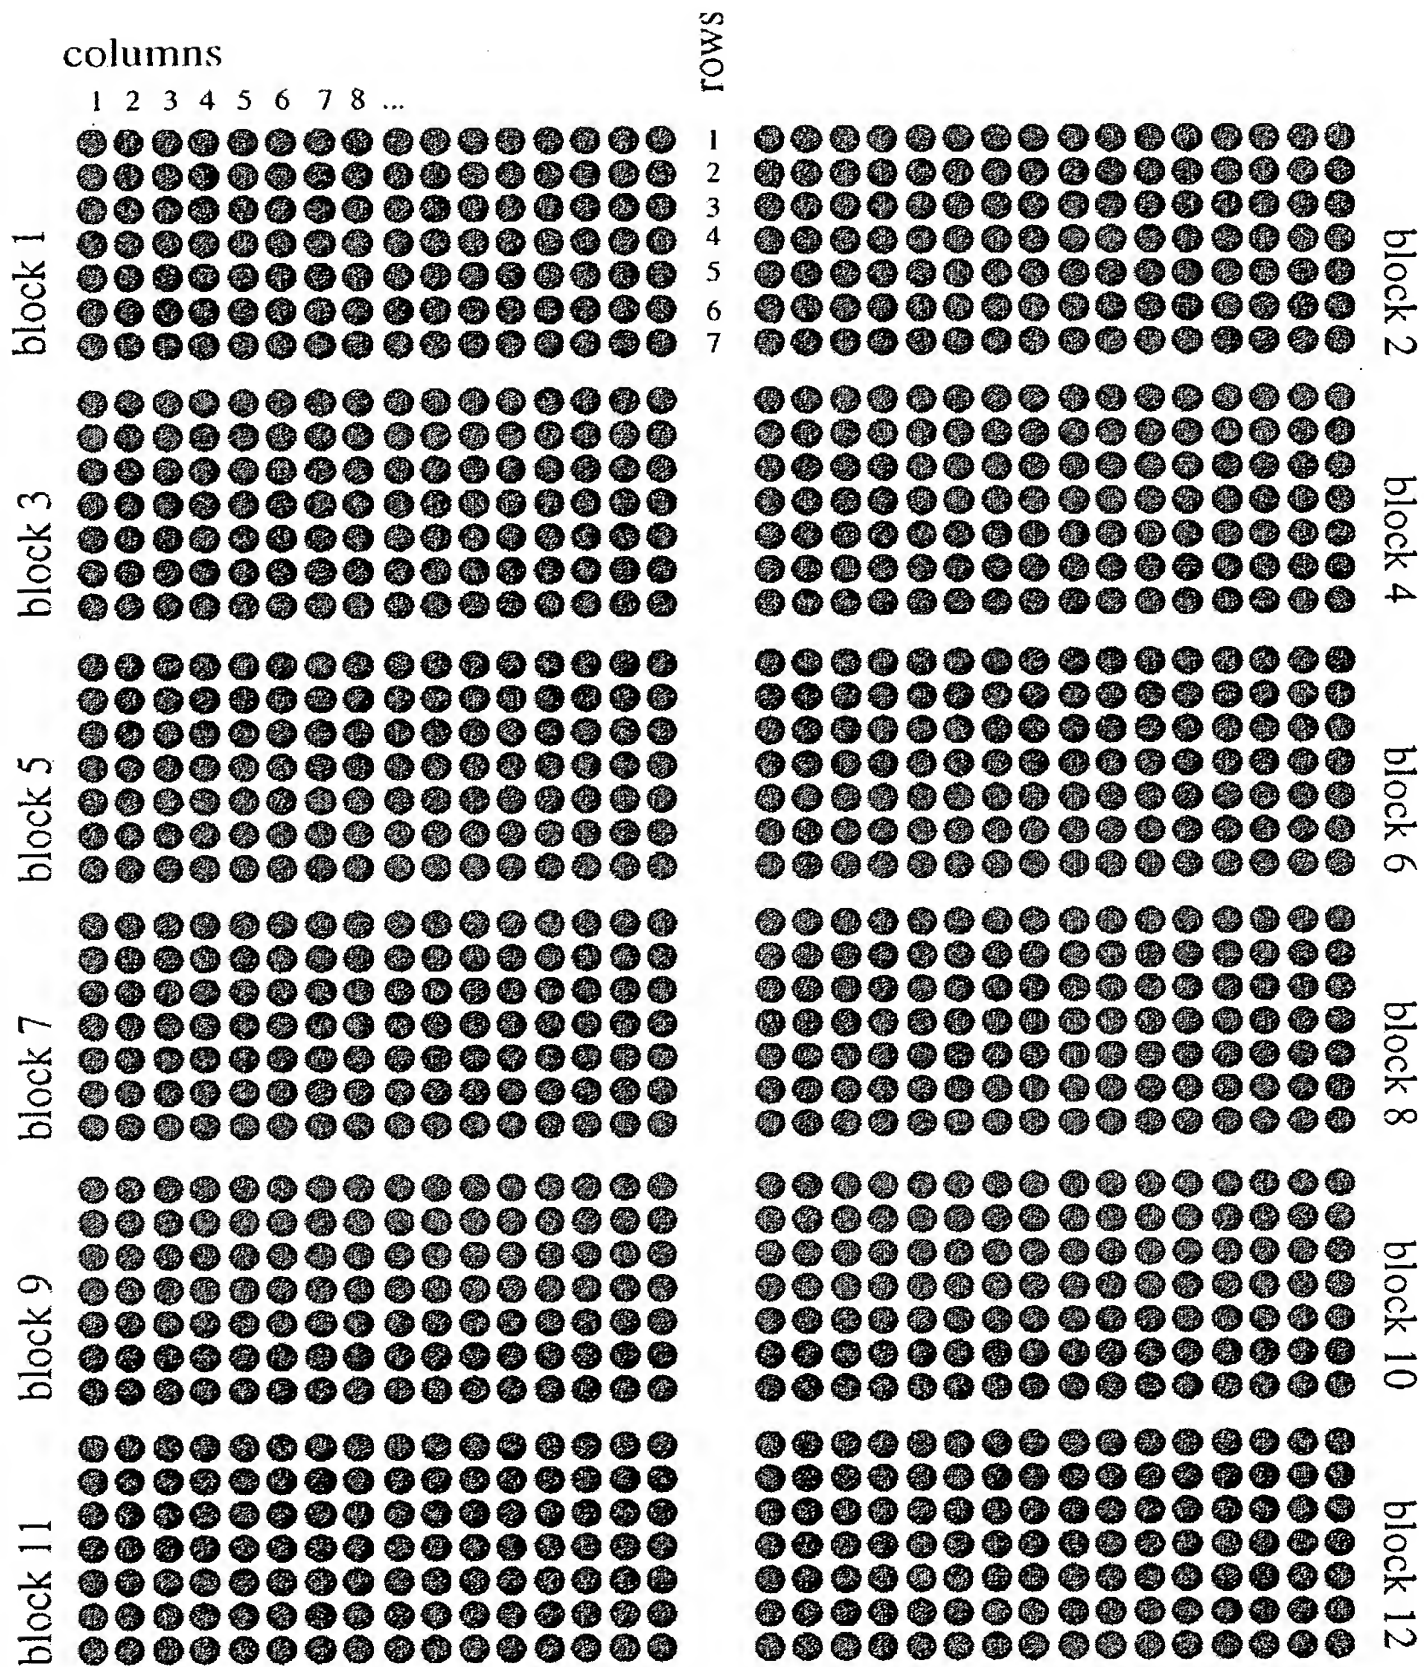 columns
rows
1 2 3 4 5 6 7 8 ...
1
2
3
4
5
6
7
block 1
block 2
block 3
block 4
block 5
block 6
block 7
block 8
block 9
block 10
block 11
block 12